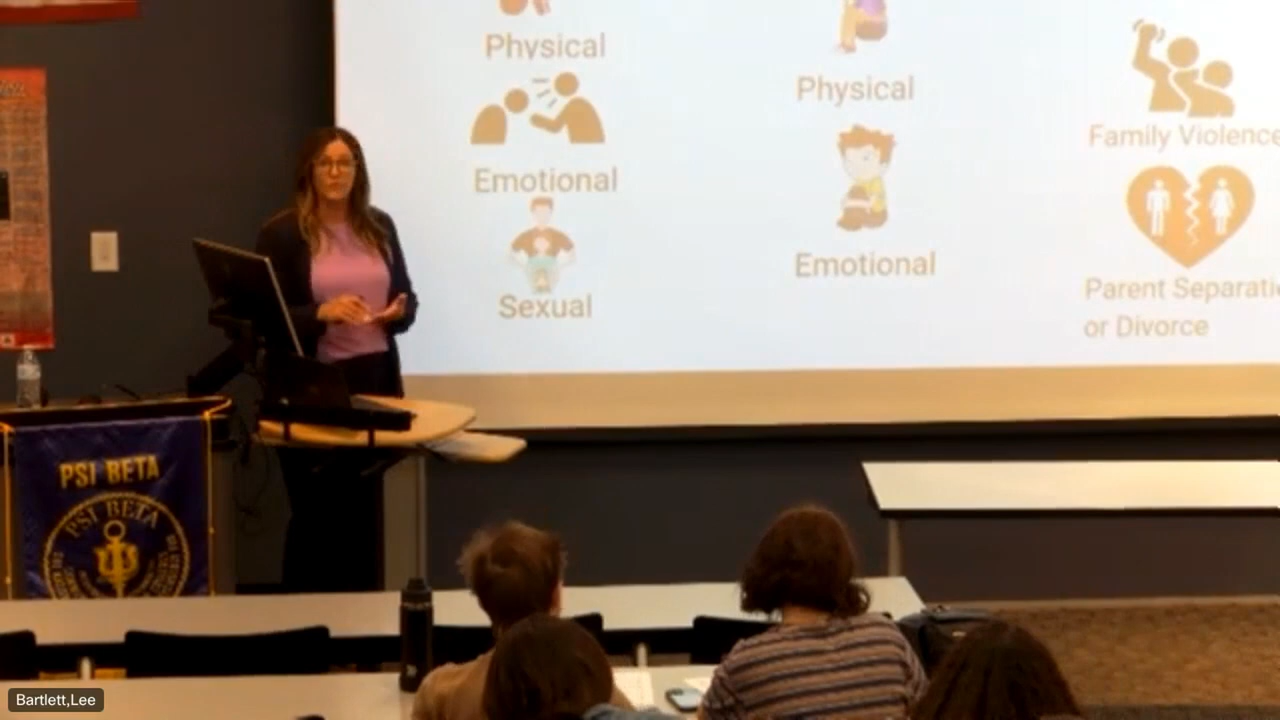 Physical
Emotional
Sexual
Physical
Emotional
Family Violence
Parent Separati
or Divorce
PSI BETA
PSI BETA
Bartlett,Lee